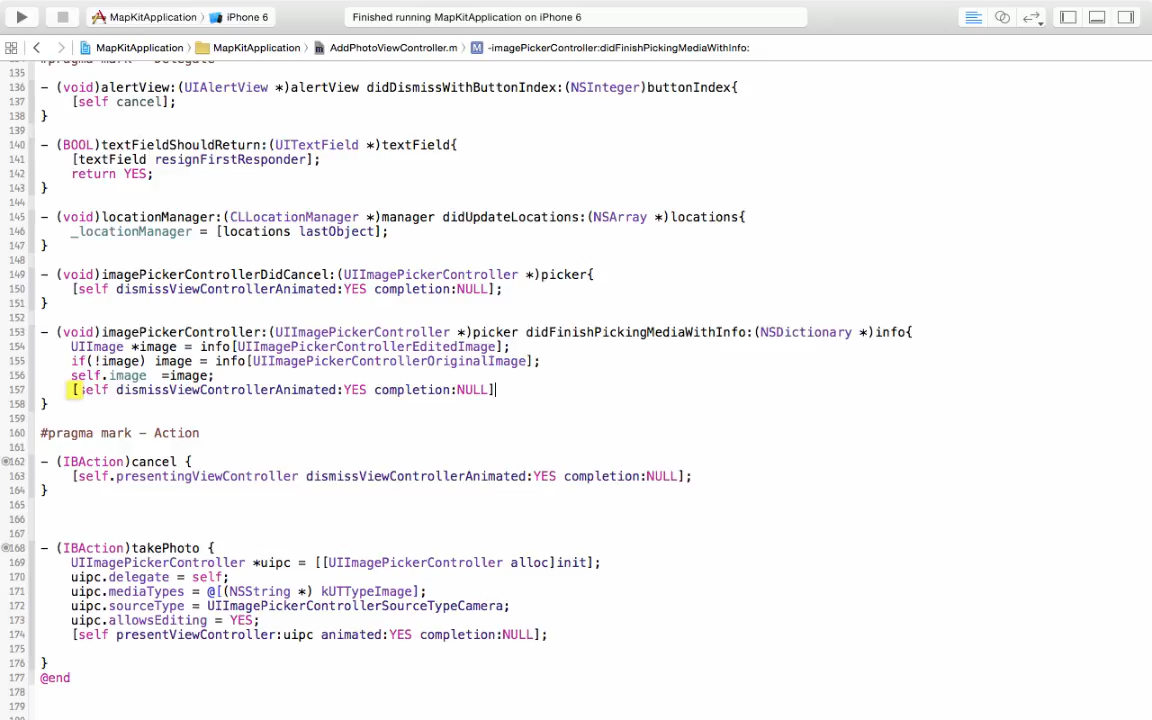 MapKitApplication 〉 iPhone 6
Finished running MapKitApplication on iPhone 6
MapKitApplication 〉 MapKitApplication 〉 AddPhotoViewController.m 〉 M -imagePickerController:didFinishPickingMediaWithInfo:
#pragma mark - Delegate
135
136 - (void)alertView:(UIAlertView *)alertView didDismissWithButtonIndex:(NSInteger)buttonIndex{
137     [self cancel];
138 }
139
140 - (BOOL)textFieldShouldReturn:(UITextField *)textField{
141     [textField resignFirstResponder];
142     return YES;
143 }
144
145 - (void)locationManager:(CLLocationManager *)manager didUpdateLocations:(NSArray *)locations{
146     _locationManager = [locations lastObject];
147 }
148
149 - (void)imagePickerControllerDidCancel:(UIImagePickerController *)picker{
150     [self dismissViewControllerAnimated:YES completion:NULL];
151 }
152
153 - (void)imagePickerController:(UIImagePickerController *)picker didFinishPickingMediaWithInfo:(NSDictionary *)info{
154     UIImage *image = info[UIImagePickerControllerEditedImage];
155     if(!image) image = info[UIImagePickerControllerOriginalImage];
156     self.image  =image;
157     [self dismissViewControllerAnimated:YES completion:NULL]
158 }
159
160 #pragma mark - Action
161
162 - (IBAction)cancel {
163     [self.presentingViewController dismissViewControllerAnimated:YES completion:NULL];
164 }
165
166
167
168 - (IBAction)takePhoto {
169     UIImagePickerController *uipc = [[UIImagePickerController alloc]init];
170     uipc.delegate = self;
171     uipc.mediaTypes = @[(NSString *) kUTTypeImage];
172     uipc.sourceType = UIImagePickerControllerSourceTypeCamera;
173     uipc.allowsEditing = YES;
174     [self presentViewController:uipc animated:YES completion:NULL];
175
176 }
177 @end
178
179